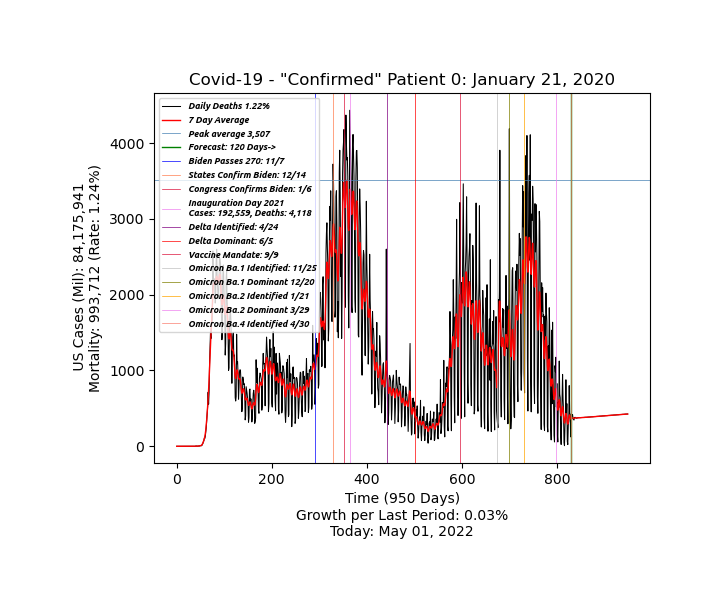 Covid-19 - "Confirmed" Patient 0: January 21, 2020
Daily Deaths 1.22%
7 Day Average
Peak average 3,507
Forecast: 120 Days->
Biden Passes 270: 11/7
States Confirm Biden: 12/14
Congress Confirms Biden: 1/6
Inauguration Day 2021
Cases: 192,559, Deaths: 4,118
Delta Identified: 4/24
Delta Dominant: 6/5
Vaccine Mandate: 9/9
Omicron Ba.1 Identified: 11/25
Omicron Ba.1 Dominant 12/20
Omicron Ba.2 Identified 1/21
Omicron Ba.2 Dominant 3/29
Omicron Ba.4 Identified 4/30
US Cases (Mil): 84,175,941
Mortality: 993,712 (Rate: 1.24%)
4000
3000
2000
1000
0
0 200 400 600 800
Time (950 Days)
Growth per Last Period: 0.03%
Today: May 01, 2022